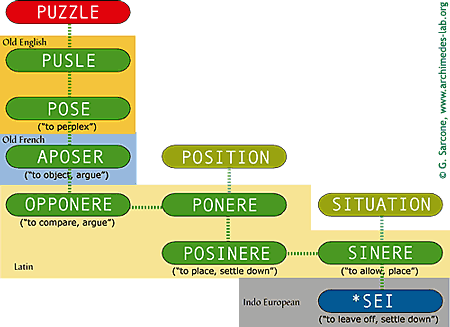 PUZZLE
Old English
PUSLE
POSE
("to perplex")
Old French
APOSER
("to object, argue")
POSITION
OPPONERE
("to compare, argue")
PONERE
SITUATION
POSINERE
("to place, settle down")
SINERE
("to allow, place")
Latin
Indo European
*SEI
("to leave off, settle down")
© G. Sarcone, www.archimedes-lab.org